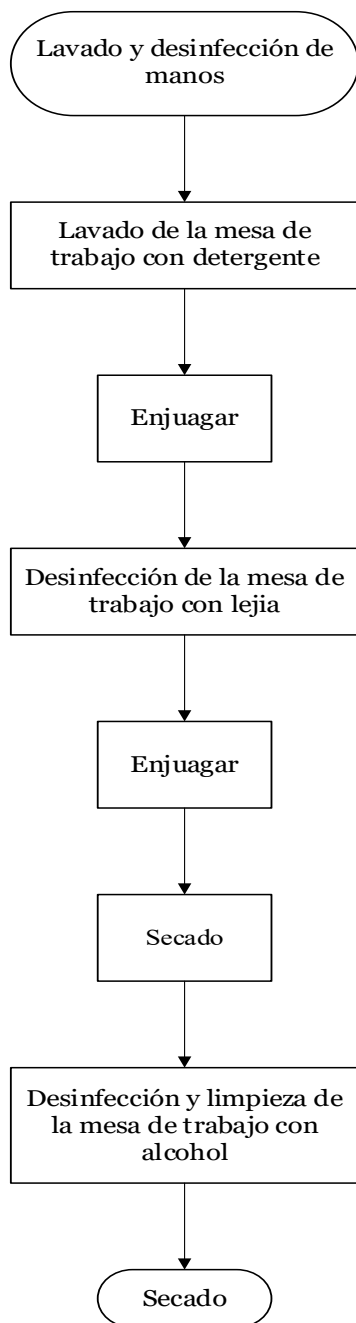 Lavado y desinfección de
manos
Lavado de la mesa de
trabajo con detergente
Enjuagar
Desinfección de la mesa de
trabajo con lejia
Enjuagar
Secado
Desinfección y limpieza de
la mesa de trabajo con
alcohol
Secado